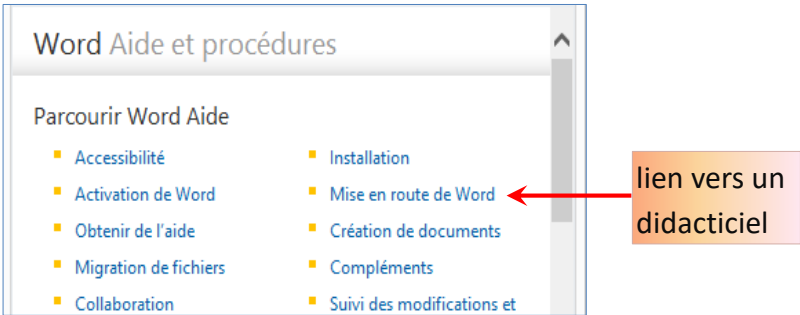 Word Aide et procédures
Parcourir Word Aide
Accessibilité
Activation de Word
Obtenir de l'aide
Migration de fichiers
Collaboration
Installation
Mise en route de Word
Création de documents
Compléments
Suivi des modifications et
lien vers un
didacticiel